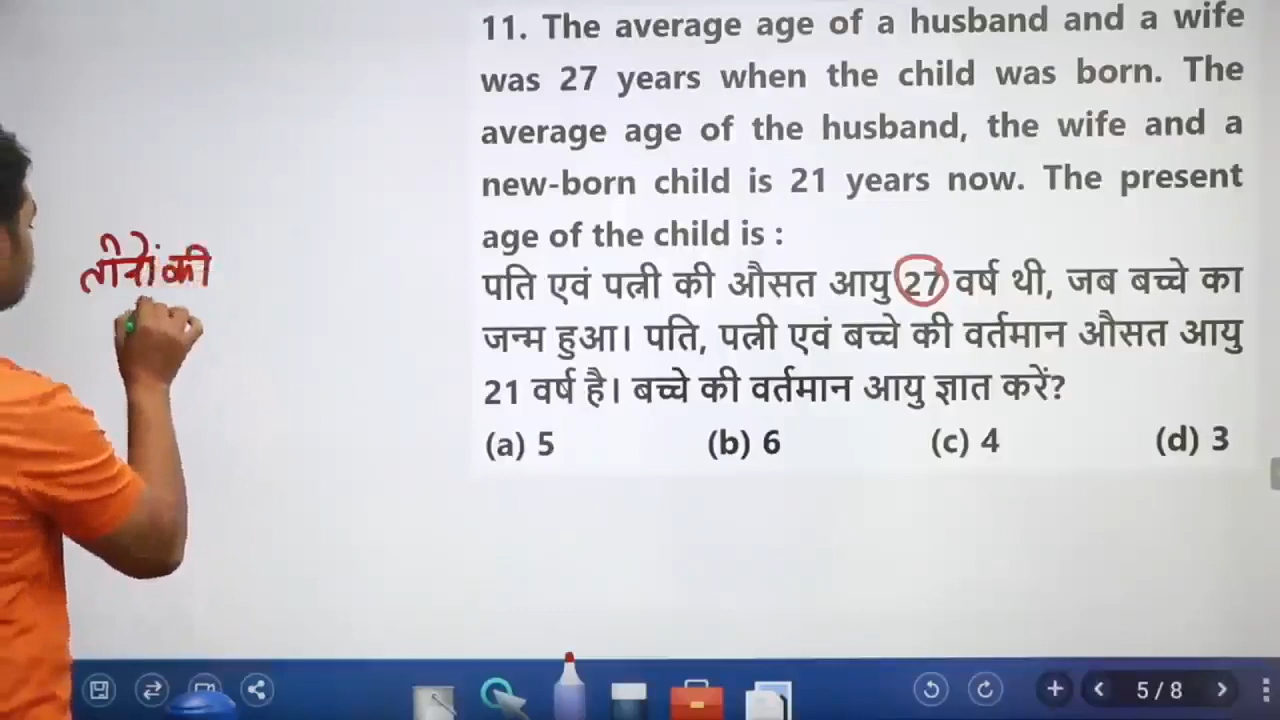 11. The average age of a husband and a wife
was 27 years when the child was born. The
average age of the husband, the wife and a
new-born child is 21 years now. The present
age of the child is :
पति एवं पत्नी की औसत आयु 27 वर्ष थी, जब बच्चे का
जन्म हुआ। पति, पत्नी एवं बच्चे की वर्तमान औसत आयु
21 वर्ष है। बच्चे की वर्तमान आयु ज्ञात करें?
(a) 5 (b) 6 (c) 4 (d) 3
तीनों की
5 / 8